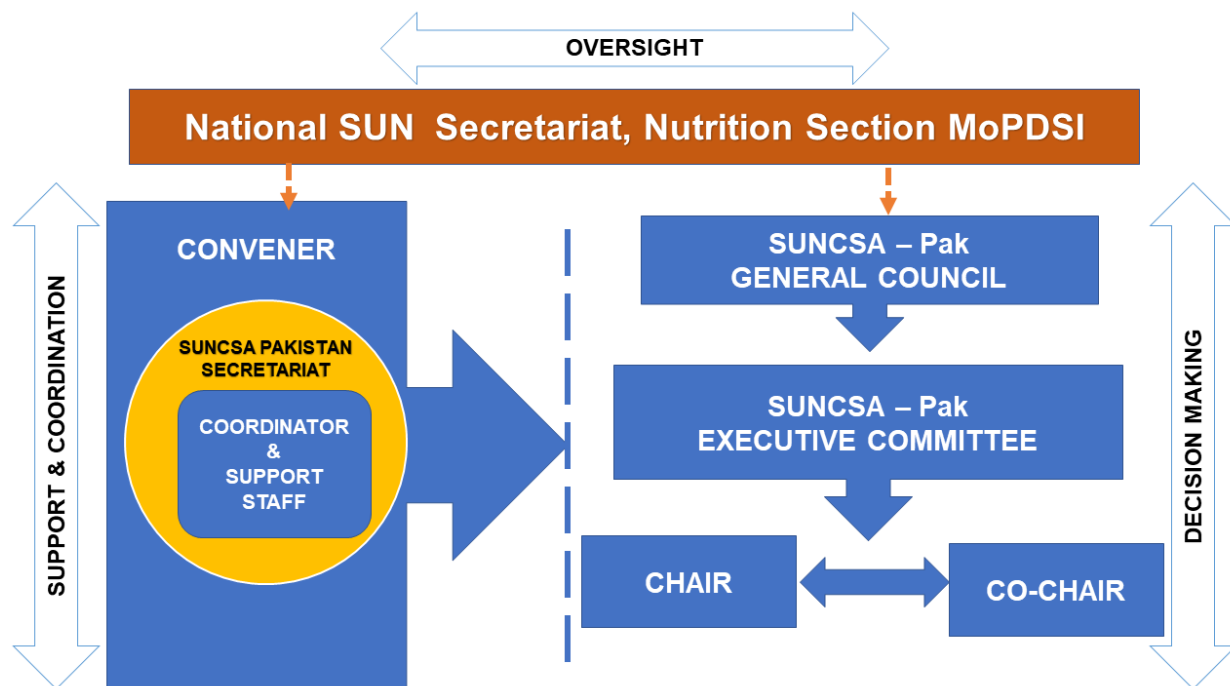 OVERSIGHT
National SUN Secretariat, Nutrition Section MoPDSI
SUPPORT & COORDINATION
CONVENER
SUNCSA PAKISTAN
SECRETARIAT
COORDINATOR
&
SUPPORT
STAFF
SUNCSA – Pak
GENERAL COUNCIL
SUNCSA – Pak
EXECUTIVE COMMITTEE
CHAIR
CO-CHAIR
DECISION MAKING